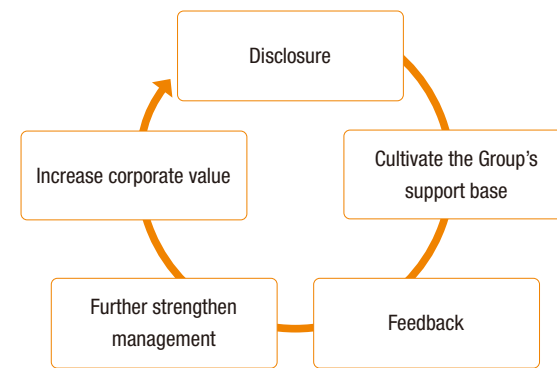 Disclosure
Cultivate the Group’s
support base
Feedback
Further strengthen
management
Increase corporate value